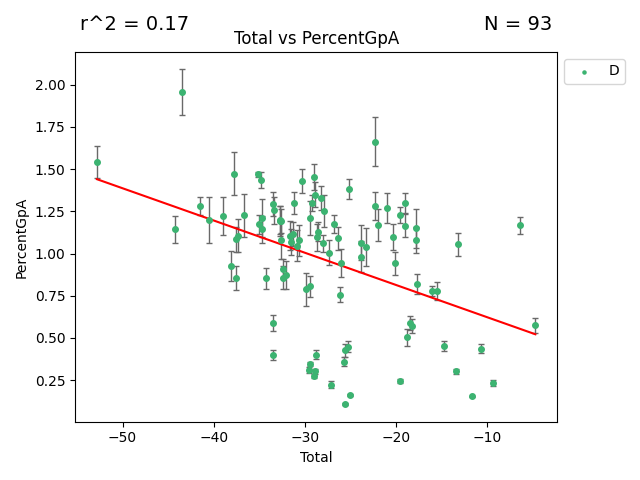 r^2 = 0.17
N = 93
Total vs PercentGpA
D
PercentGpA
2.00
1.75
1.50
1.25
1.00
0.75
0.50
0.25
−50
−40
−30
−20
−10
Total